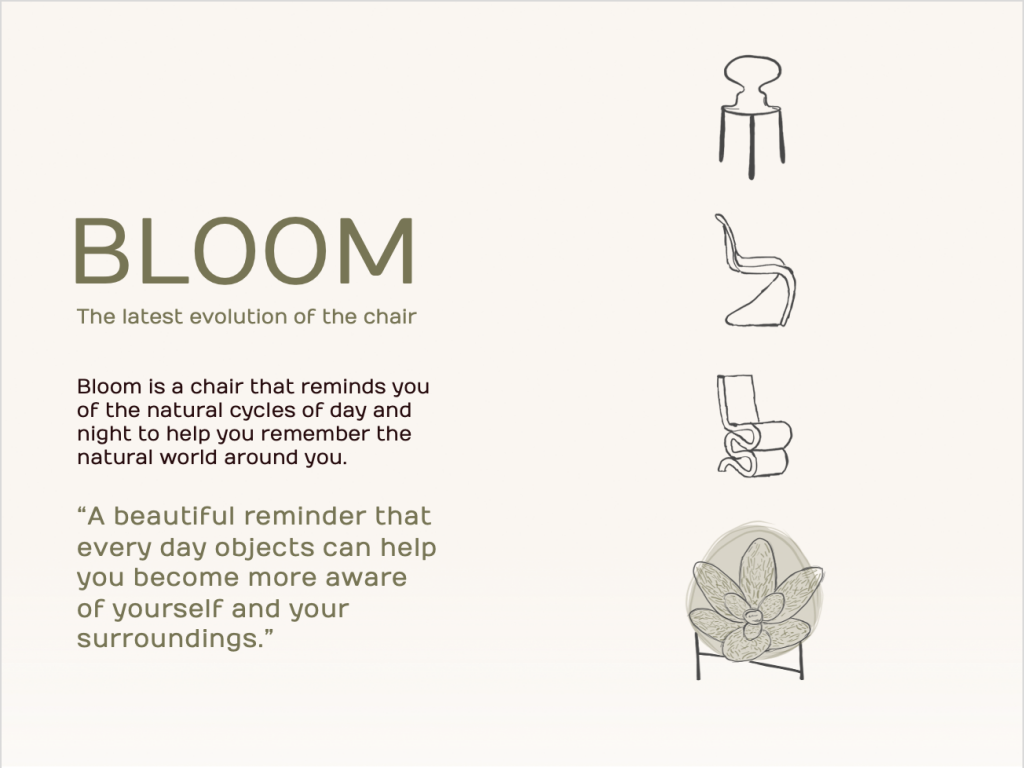 BLOOM
The latest evolution of the chair
Bloom is a chair that reminds you
of the natural cycles of day and
night to help you remember the
natural world around you.
“A beautiful reminder that
every day objects can help
you become more aware
of yourself and your
surroundings.”